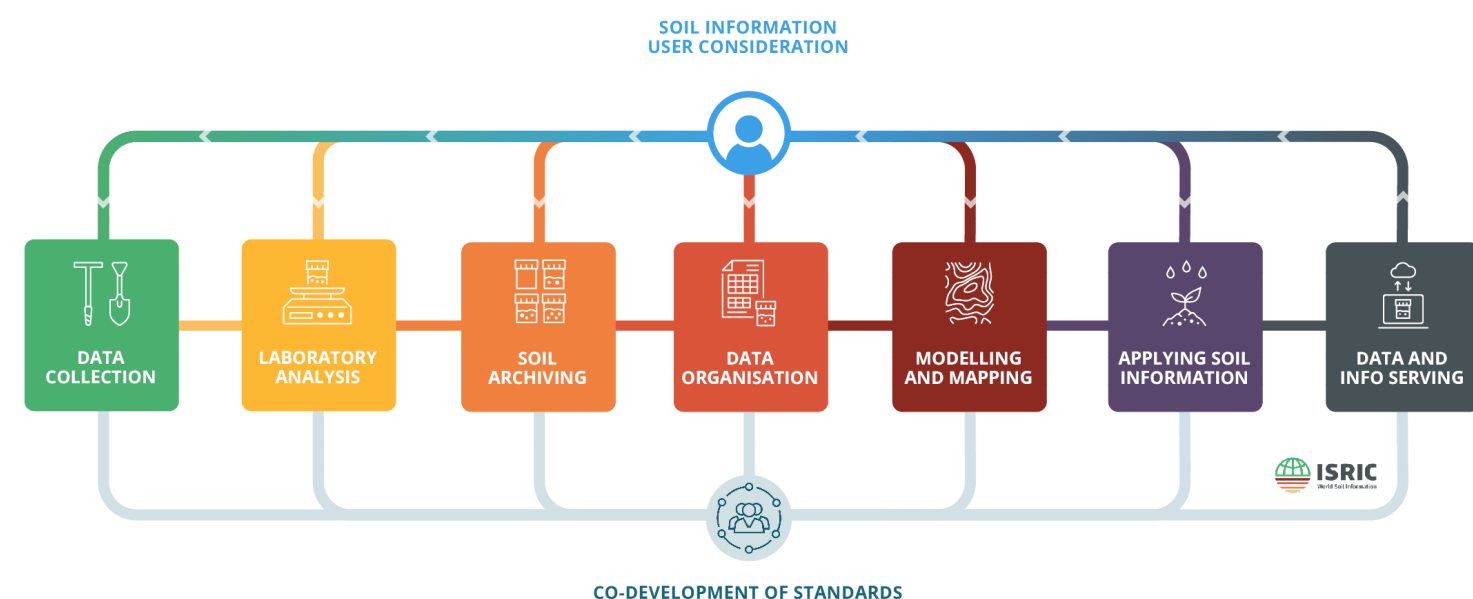 SOIL INFORMATION
USER CONSIDERATION
DATA
COLLECTION
LABORATORY
ANALYSIS
SOIL
ARCHIVING
DATA
ORGANISATION
MODELLING
AND MAPPING
APPLYING SOIL
INFORMATION
DATA AND
INFO SERVING
ISRIC
World Soil Information
CO-DEVELOPMENT OF STANDARDS